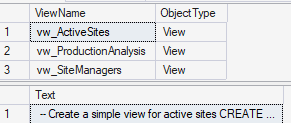 ViewName ObjectType
1 vw_ActiveSites View
2 vw_ProductionAnalysis View
3 vw_SiteManagers View
Text
1 -- Create a simple view for active sites CREATE ...